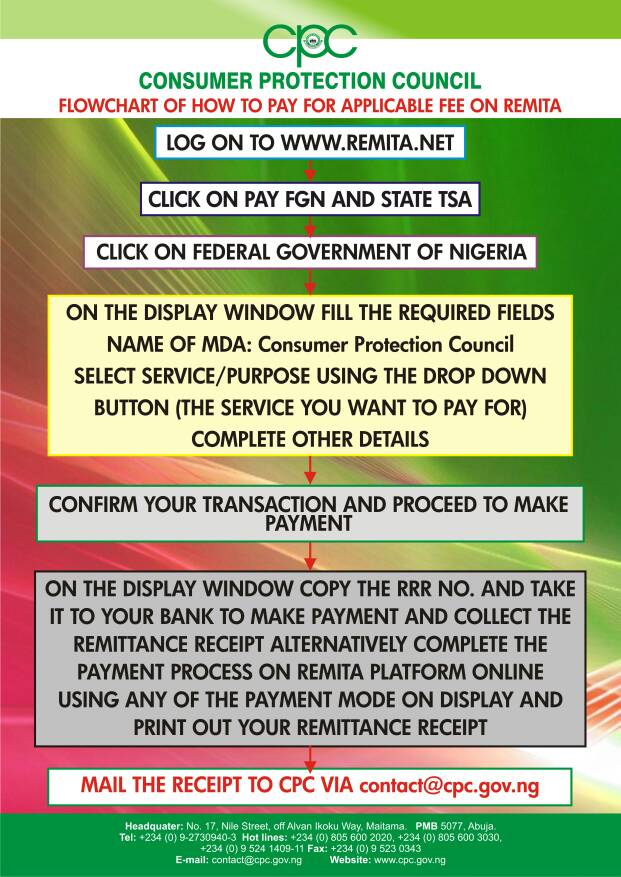 cpc
CONSUMER PROTECTION COUNCIL
FLOWCHART OF HOW TO PAY FOR APPLICABLE FEE ON REMITA
LOG ON TO WWW.REMITA.NET
CLICK ON PAY FGN AND STATE TSA
CLICK ON FEDERAL GOVERNMENT OF NIGERIA
ON THE DISPLAY WINDOW FILL THE REQUIRED FIELDS
NAME OF MDA: Consumer Protection Council
SELECT SERVICE/PURPOSE USING THE DROP DOWN
BUTTON (THE SERVICE YOU WANT TO PAY FOR)
COMPLETE OTHER DETAILS
CONFIRM YOUR TRANSACTION AND PROCEED TO MAKE
PAYMENT
ON THE DISPLAY WINDOW COPY THE RRR NO. AND TAKE
IT TO YOUR BANK TO MAKE PAYMENT AND COLLECT THE
REMITTANCE RECEIPT ALTERNATIVELY COMPLETE THE
PAYMENT PROCESS ON REMITA PLATFORM ONLINE
USING ANY OF THE PAYMENT MODE ON DISPLAY AND
PRINT OUT YOUR REMITTANCE RECEIPT
MAIL THE RECEIPT TO CPC VIA contact@cpc.gov.ng
Headquater: No. 17, Nile Street, off Alvan Ikoku Way, Maitama. PMB 5077, Abuja.
Tel: +234 (0) 9-2730940-3 Hot lines: +234 (0) 805 600 2020, +234 (0) 805 600 3030,
+234 (0) 9 524 1409-11 Fax: +234 (0) 9 523 0343
E-mail: contact@cpc.gov.ng Website: www.cpc.gov.ng